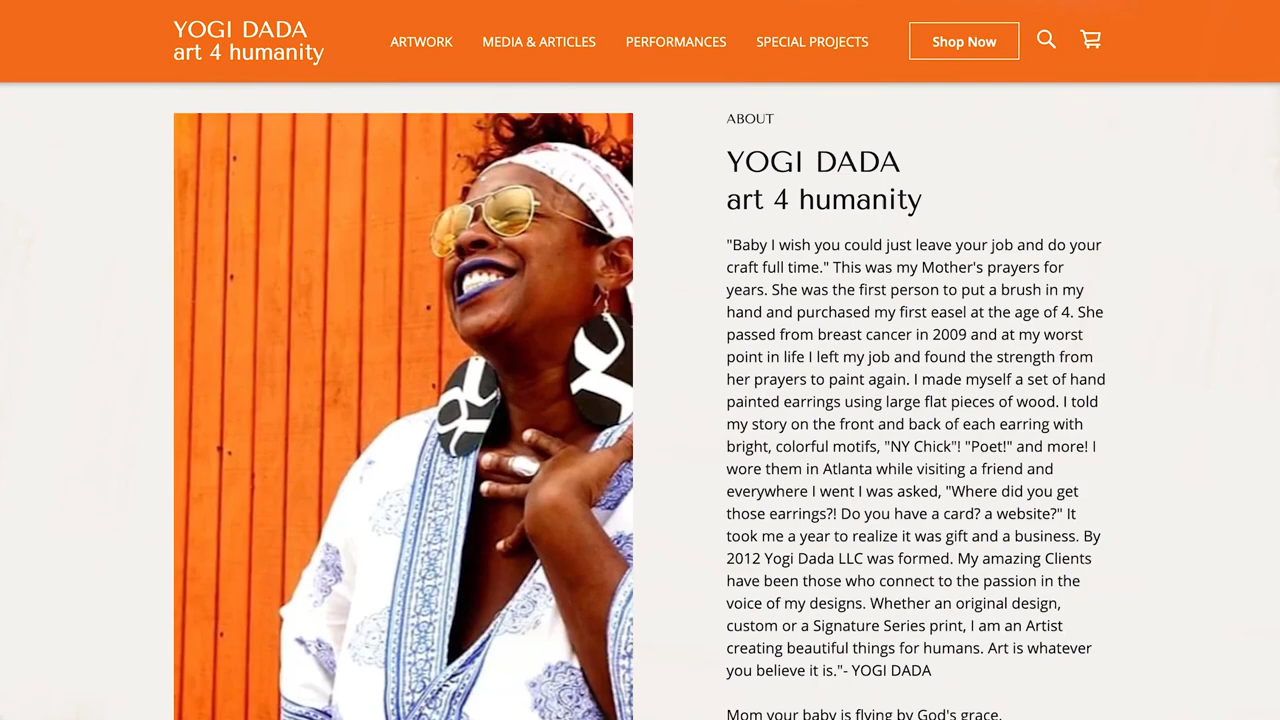 YOGI DADA
art 4 humanity
ARTWORK
MEDIA & ARTICLES
PERFORMANCES
SPECIAL PROJECTS
Shop Now
ABOUT
YOGI DADA
art 4 humanity
"Baby I wish you could just leave your job and do your
craft full time." This was my Mother's prayers for
years. She was the first person to put a brush in my
hand and purchased my first easel at the age of 4. She
passed from breast cancer in 2009 and at my worst
point in life I left my job and found the strength from
her prayers to paint again. I made myself a set of hand
painted earrings using large flat pieces of wood. I told
my story on the front and back of each earring with
bright, colorful motifs, "NY Chick"! "Poet!" and more! I
wore them in Atlanta while visiting a friend and
everywhere I went I was asked, "Where did you get
those earrings?! Do you have a card? a website?" It
took me a year to realize it was gift and a business. By
2012 Yogi Dada LLC was formed. My amazing Clients
have been those who connect to the passion in the
voice of my designs. Whether an original design,
custom or a Signature Series print, I am an Artist
creating beautiful things for humans. Art is whatever
you believe it is."- YOGI DADA
Mom your baby is flying by God's grace.